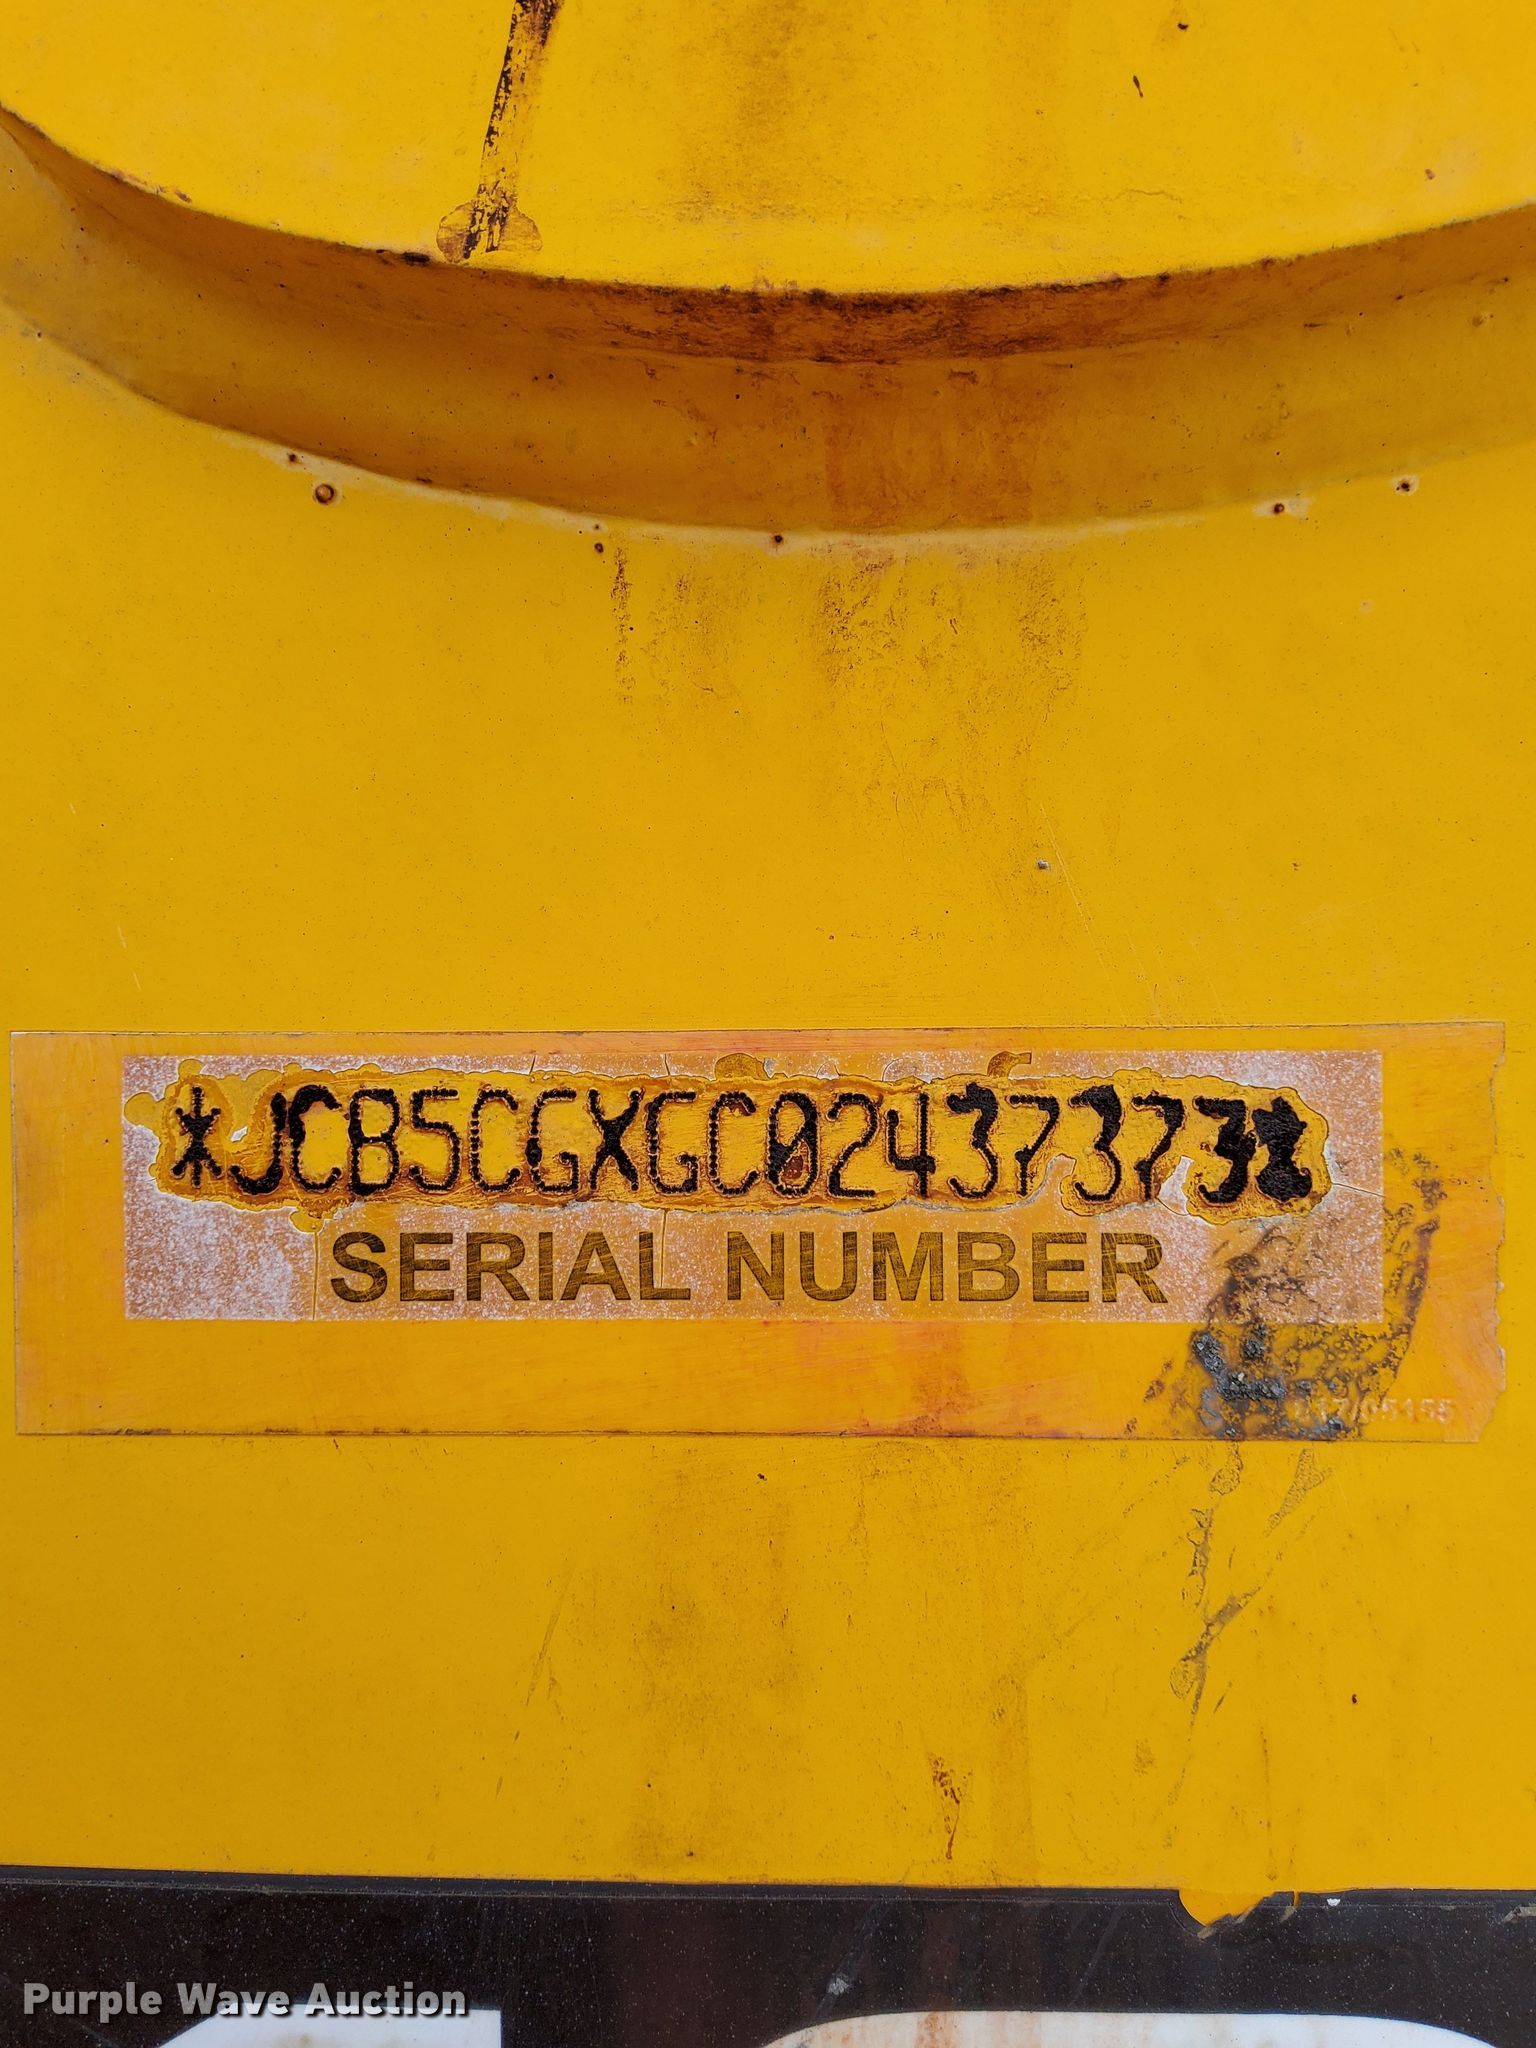 *JCB5CGXGC02437373*
SERIAL NUMBER
Purple Wave Auction